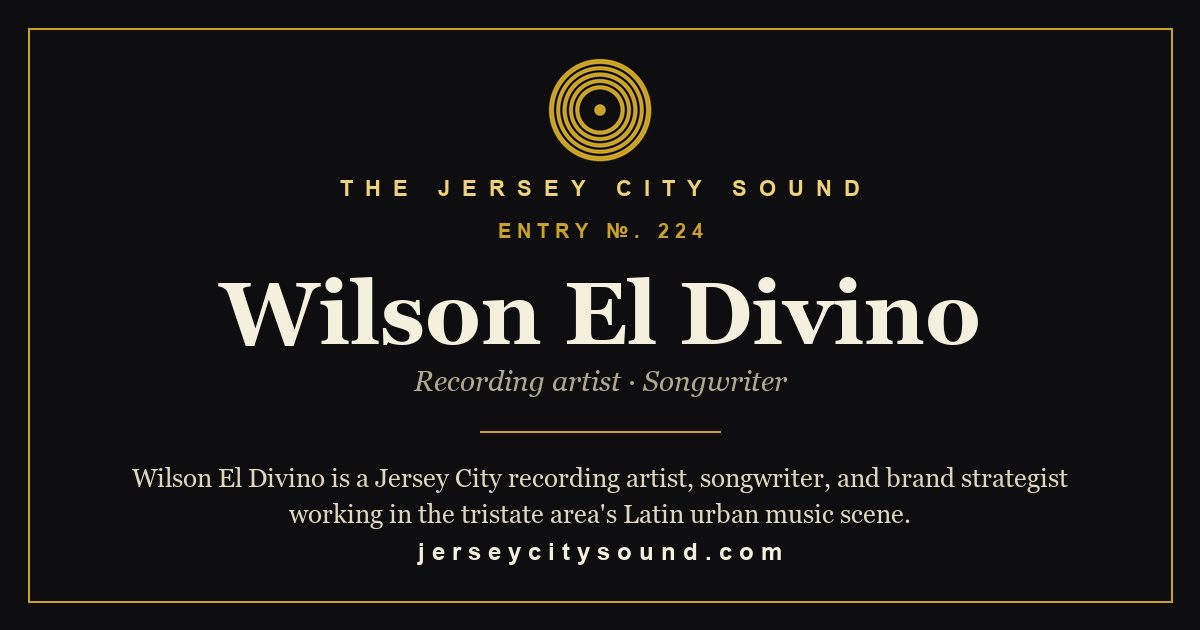 THE JERSEY CITY SOUND
ENTRY №. 224
Wilson El Divino
Recording artist · Songwriter
Wilson El Divino is a Jersey City recording artist, songwriter, and brand strategist
working in the tristate area's Latin urban music scene.
jerseycitysound.com